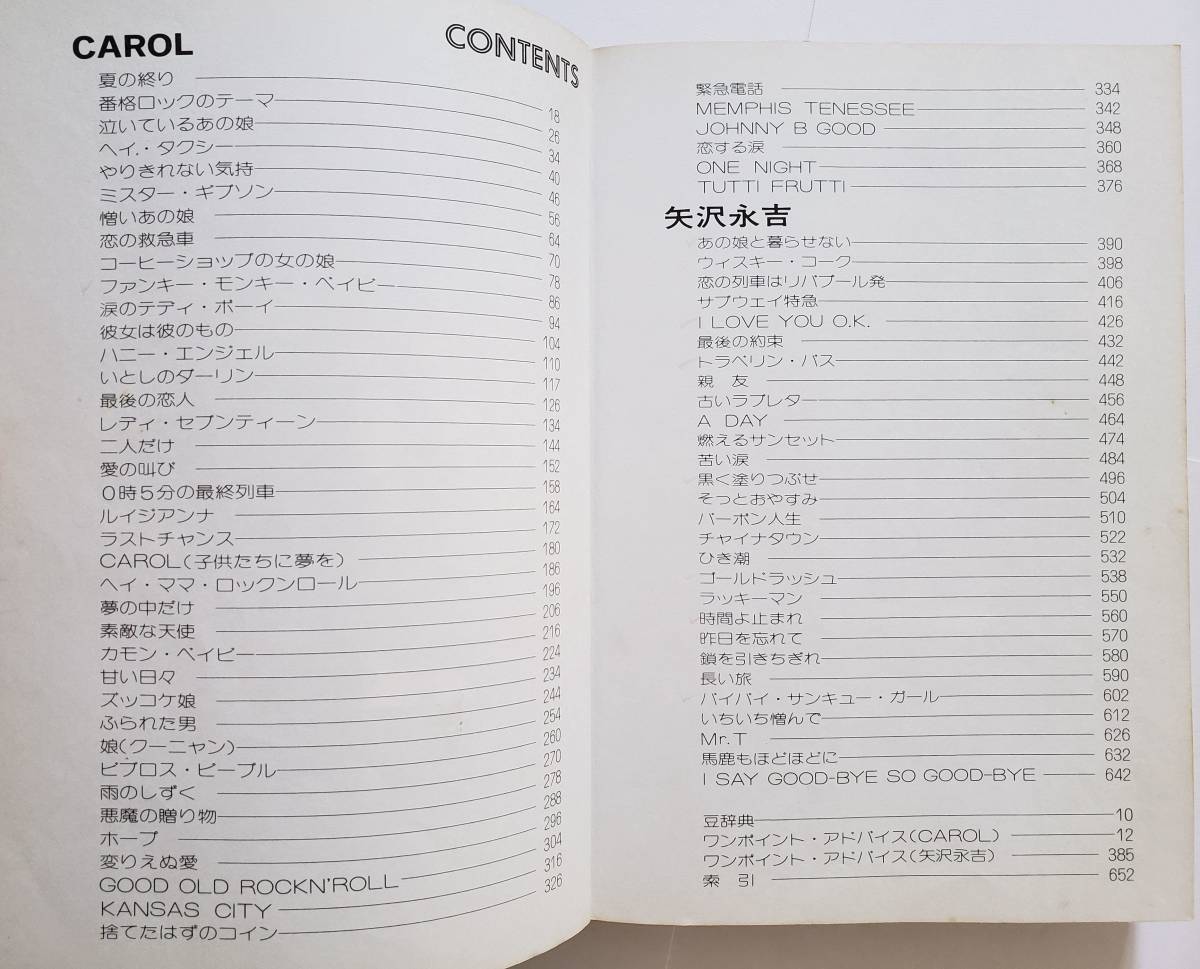 CAROL
CONTENTS
夏の終り 18
番格ロックのテーマ 26
泣いているあの娘 34
ヘイ・タクシー 40
やりきれない気持 46
ミスター・ギブソン 56
憎いあの娘 64
恋の救急車 70
コーヒーショップの女の娘 78
ファンキー・モンキー・ベイビー 86
涙のテディ・ボーイ 94
彼女は彼のもの 104
ハニー・エンジェル 110
いとしのダーリン 117
最後の恋人 126
レディ・セブンティーン 134
二人だけ 144
愛の叫び 152
0時5分の最終列車 158
ルイジアンナ 164
ラストチャンス 172
CAROL(子供たちに夢を) 180
ヘイ・ママ・ロックンロール 186
夢の中だけ 196
素敵な天使 206
カモン・ベイビー 216
甘い日々 224
ズッコケ娘 234
ふられた男 244
娘(クーニャン) 254
ビブロス・ピープル 260
雨のしずく 270
悪魔の贈り物 278
ホープ 288
変りえぬ愛 296
GOOD OLD ROCKN'ROLL 304
KANSAS CITY 316
捨てたはずのコイン 326
緊急電話 334
MEMPHIS TENESSEE 342
JOHNNY B GOOD 348
恋する涙 360
ONE NIGHT 368
TUTTI FRUTTI 376
矢沢永吉
あの娘と暮らせない 390
ウィスキー・コーク 398
恋の列車はリバプール発 406
サブウェイ特急 416
I LOVE YOU O.K. 426
最後の約束 432
トラベリン・バス 442
親 友 448
古いラブレター 456
A DAY 464
燃えるサンセット 474
苦い涙 484
黒く塗りつぶせ 496
そっとおやすみ 504
バーボン人生 510
チャイナタウン 522
ひき潮 532
ゴールドラッシュ 538
ラッキーマン 550
時間よ止まれ 560
昨日を忘れて 570
鎖を引きちぎれ 580
長い旅 590
バイバイ・サンキュー・ガール 602
いちいち憎んで 612
Mr.T 626
馬鹿もほどほどに 632
I SAY GOOD-BYE SO GOOD-BYE 642
豆辞典 10
ワンポイント・アドバイス(CAROL) 12
ワンポイント・アドバイス(矢沢永吉) 385
索 引 652